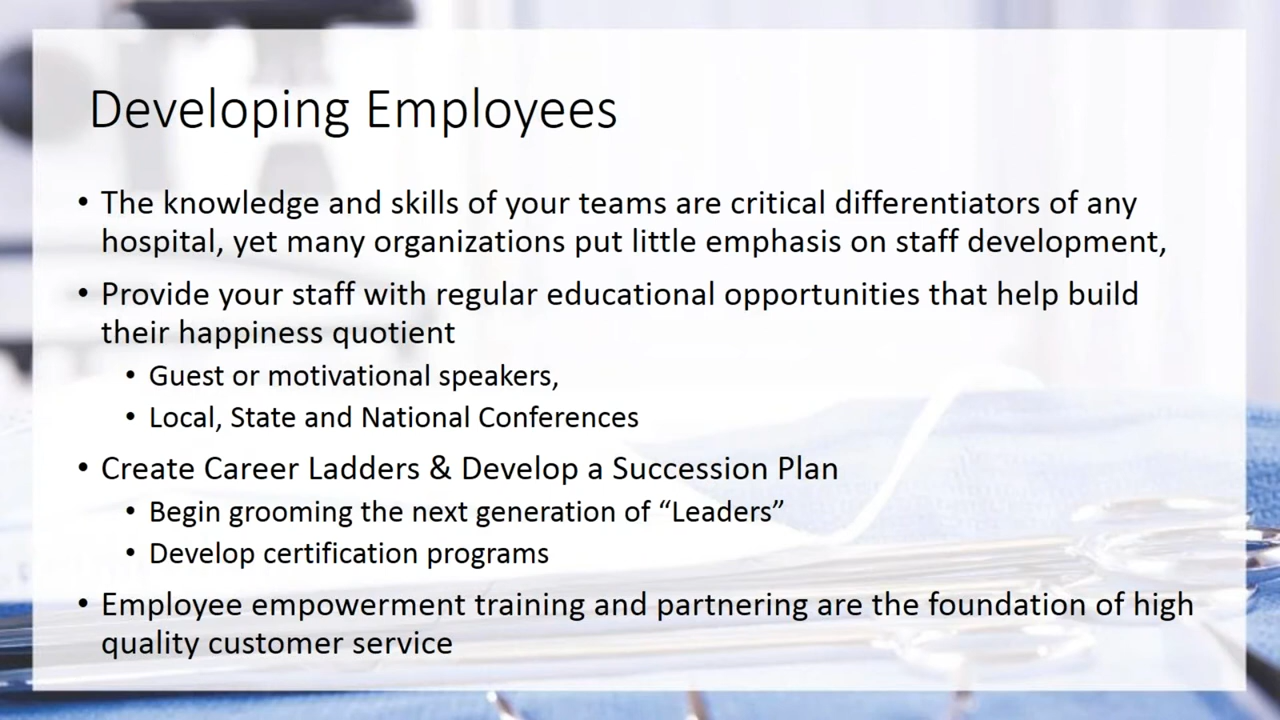 Developing Employees
• The knowledge and skills of your teams are critical differentiators of any
hospital, yet many organizations put little emphasis on staff development,
• Provide your staff with regular educational opportunities that help build
their happiness quotient
• Guest or motivational speakers,
• Local, State and National Conferences
• Create Career Ladders & Develop a Succession Plan
• Begin grooming the next generation of “Leaders”
• Develop certification programs
• Employee empowerment training and partnering are the foundation of high
quality customer service